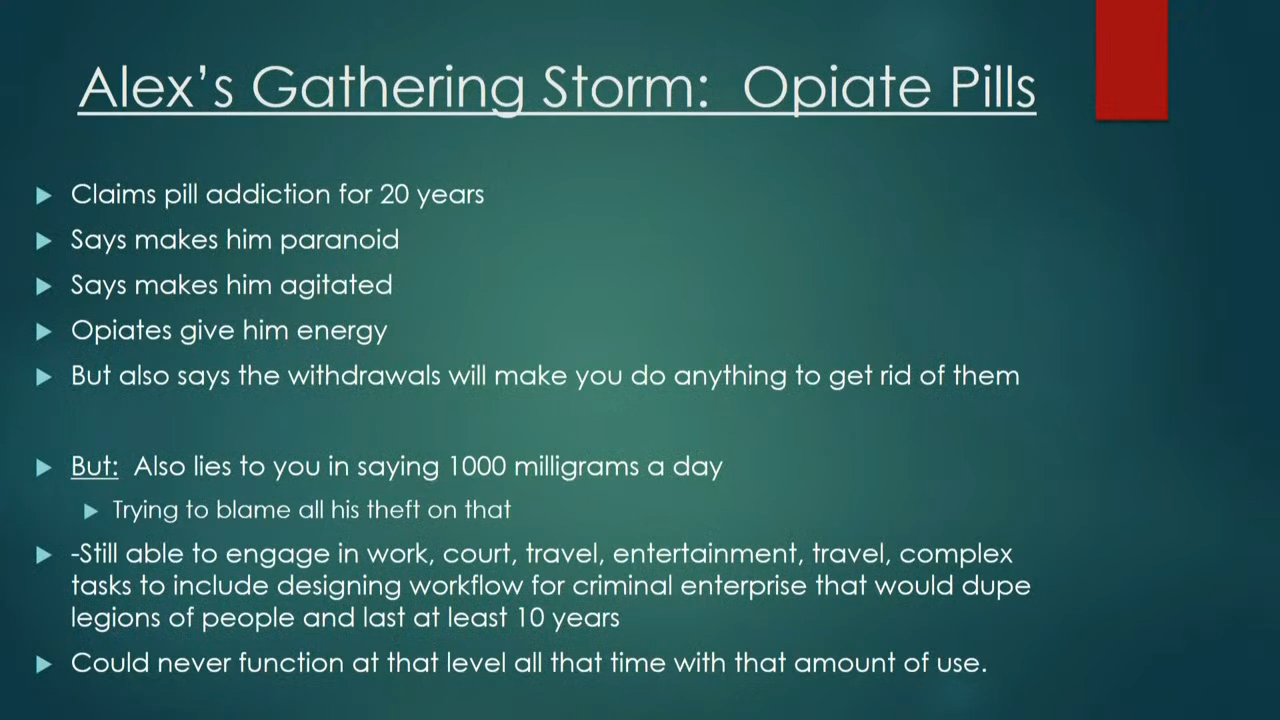 Alex's Gathering Storm:  Opiate Pills
Claims pill addiction for 20 years
Says makes him paranoid
Says makes him agitated
Opiates give him energy
But also says the withdrawals will make you do anything to get rid of them
But:  Also lies to you in saying 1000 milligrams a day
Trying to blame all his theft on that
-Still able to engage in work, court, travel, entertainment, travel, complex
tasks to include designing workflow for criminal enterprise that would dupe
legions of people and last at least 10 years
Could never function at that level all that time with that amount of use.